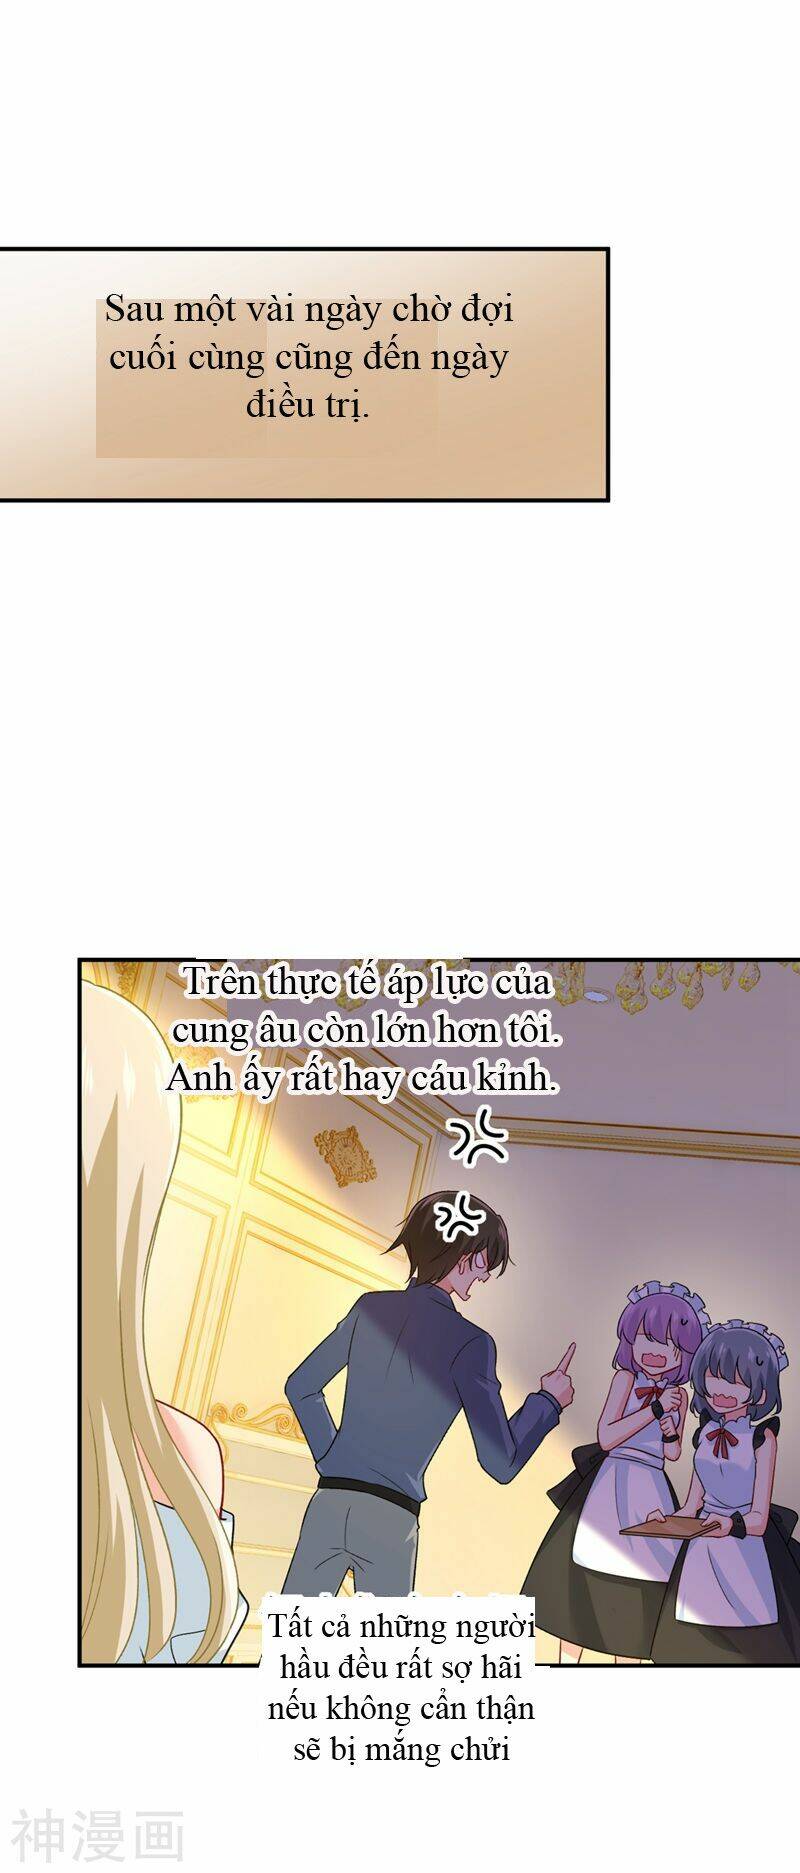 Sau một vài ngày chờ đợi
cuối cùng cũng đến ngày
điều trị.
Trên thực tế áp lực của
cung âu còn lớn hơn tôi.
Anh ấy rất hay cáu kỉnh.
Tất cả những người
hầu đều rất sợ hãi
nếu không cẩn thận
sẽ bị mắng chửi
神漫画